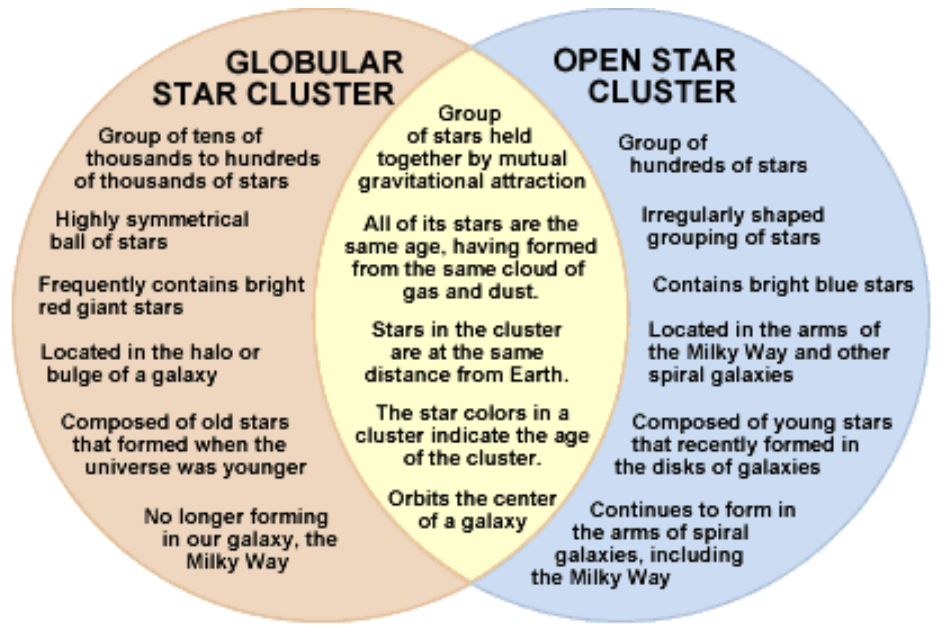 GLOBULAR
STAR CLUSTER
Group of tens of
thousands to hundreds
of thousands of stars
Highly symmetrical
ball of stars
Frequently contains bright
red giant stars
Located in the halo or
bulge of a galaxy
Composed of old stars
that formed when the
universe was younger
No longer forming
in our galaxy, the
Milky Way
Group
of stars held
together by mutual
gravitational attraction
All of its stars are the
same age, having formed
from the same cloud of
gas and dust.
Stars in the cluster
are at the same
distance from Earth.
The star colors in a
cluster indicate the age
of the cluster.
Orbits the center
of a galaxy
OPEN STAR
CLUSTER
Group of
hundreds of stars
Irregularly shaped
grouping of stars
Contains bright blue stars
Located in the arms of
the Milky Way and other
spiral galaxies
Composed of young stars
that recently formed in
the disks of galaxies
Continues to form in
the arms of spiral
galaxies, including
the Milky Way